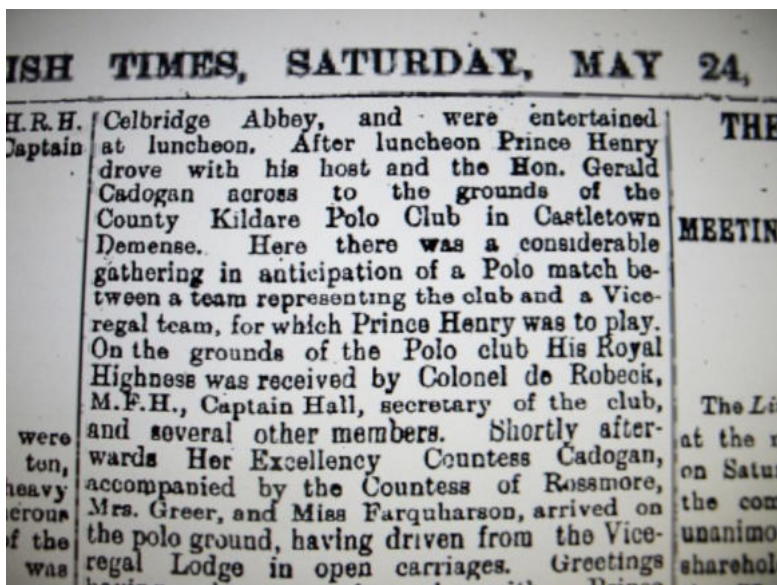 ISH TIMES, SATURDAY, MAY 24,
H.R.H.
Captain
were
ton,
heavy
of the
was
Celbridge Abbey, and were entertained
at luncheon. After luncheon Prince Henry
drove with his host and the Hon. Gerald
Cadogan across to the grounds of the
County Kildare Polo Club in Castletown
Demense. Here there was a considerable
gathering in anticipation of a Polo match be-
tween a team representing the club and a Vice-
regal team, for which Prince Henry was to play.
On the grounds of the Polo club His Royal
Highness was received by Colonel de Robeck,
M.F.H., Captain Hall, secretary of the club,
and several other members. Shortly after-
wards Her Excellency Countess Cadogan,
accompanied by the Countess of Rossmore,
Mrs. Greer, and Miss Farquharson, arrived on
the polo ground, having driven from the Vice-
regal Lodge in open carriages. Greetings
THE
MEETIN
The Li
at the
on Satu
the con
unanimo
sharehol